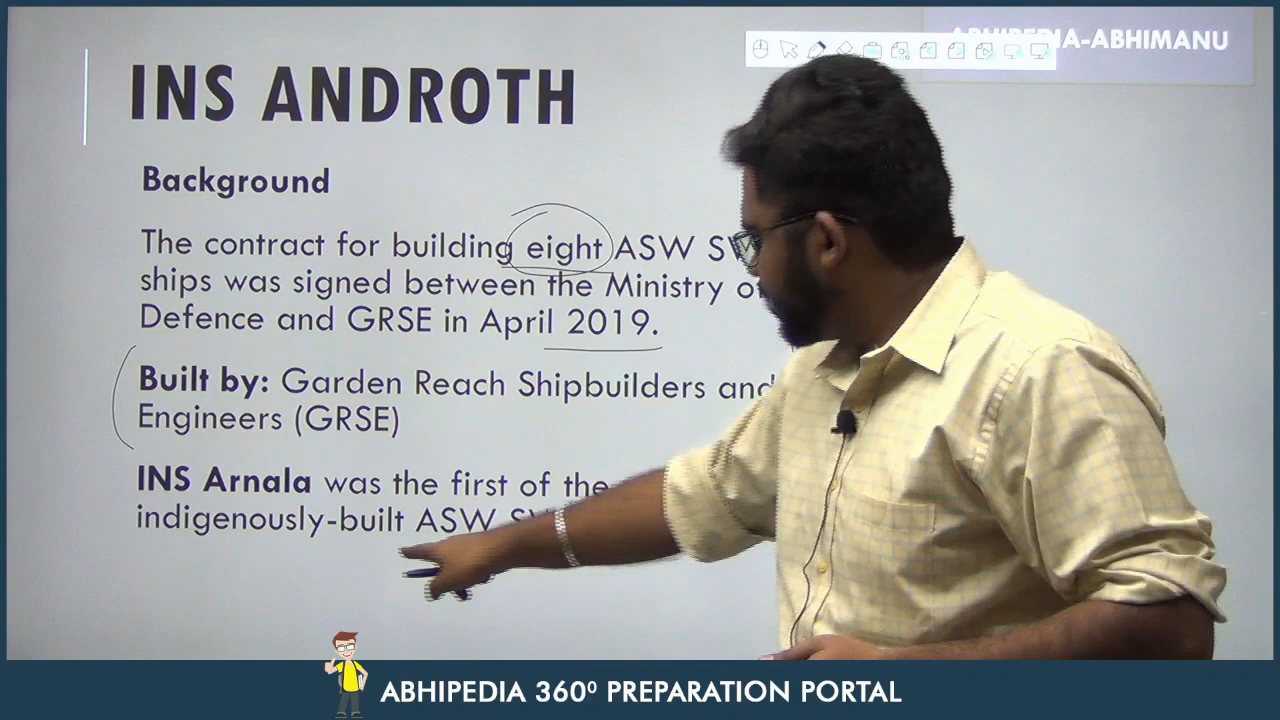 ABHIPEDIA-ABHIMANU
INS ANDROTH
Background
The contract for building eight ASW
ships was signed between the Ministry of
Defence and GRSE in April 2019.
Built by: Garden Reach Shipbuilders and
Engineers (GRSE)
INS Arnala was the first of the
indigenously-built ASW
ABHIPEDIA 360⁰ PREPARATION PORTAL